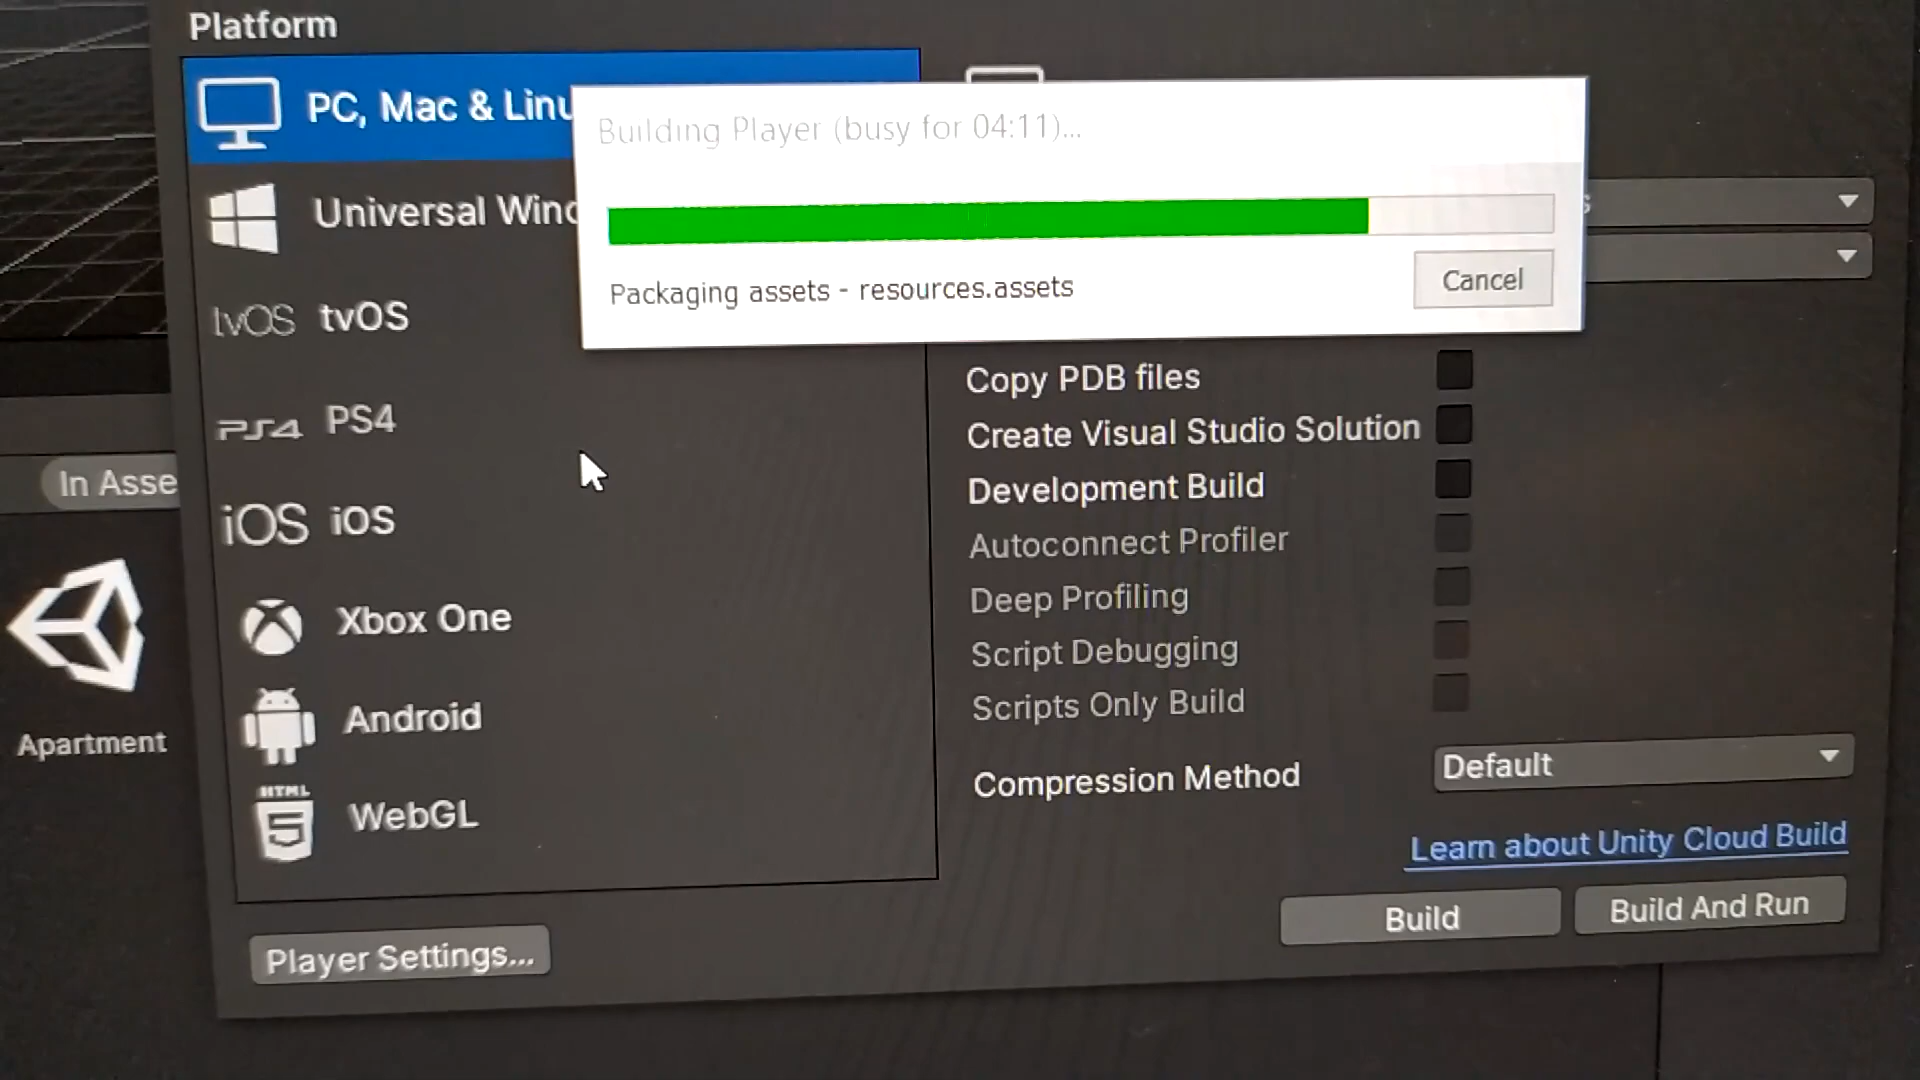 Platform
PC, Mac & Linu
Building Player (busy for 04:11)...
Universal Wind
Packaging assets - resources.assets
Cancel
tvOS tvOS
PS4 PS4
iOS iOS
Xbox One
Android
HTML
5
WebGL
Player Settings...
In Asse
Apartment
s
Copy PDB files
Create Visual Studio Solution
Development Build
Autoconnect Profiler
Deep Profiling
Script Debugging
Scripts Only Build
Compression Method
Default
Learn about Unity Cloud Build
Build
Build And Run